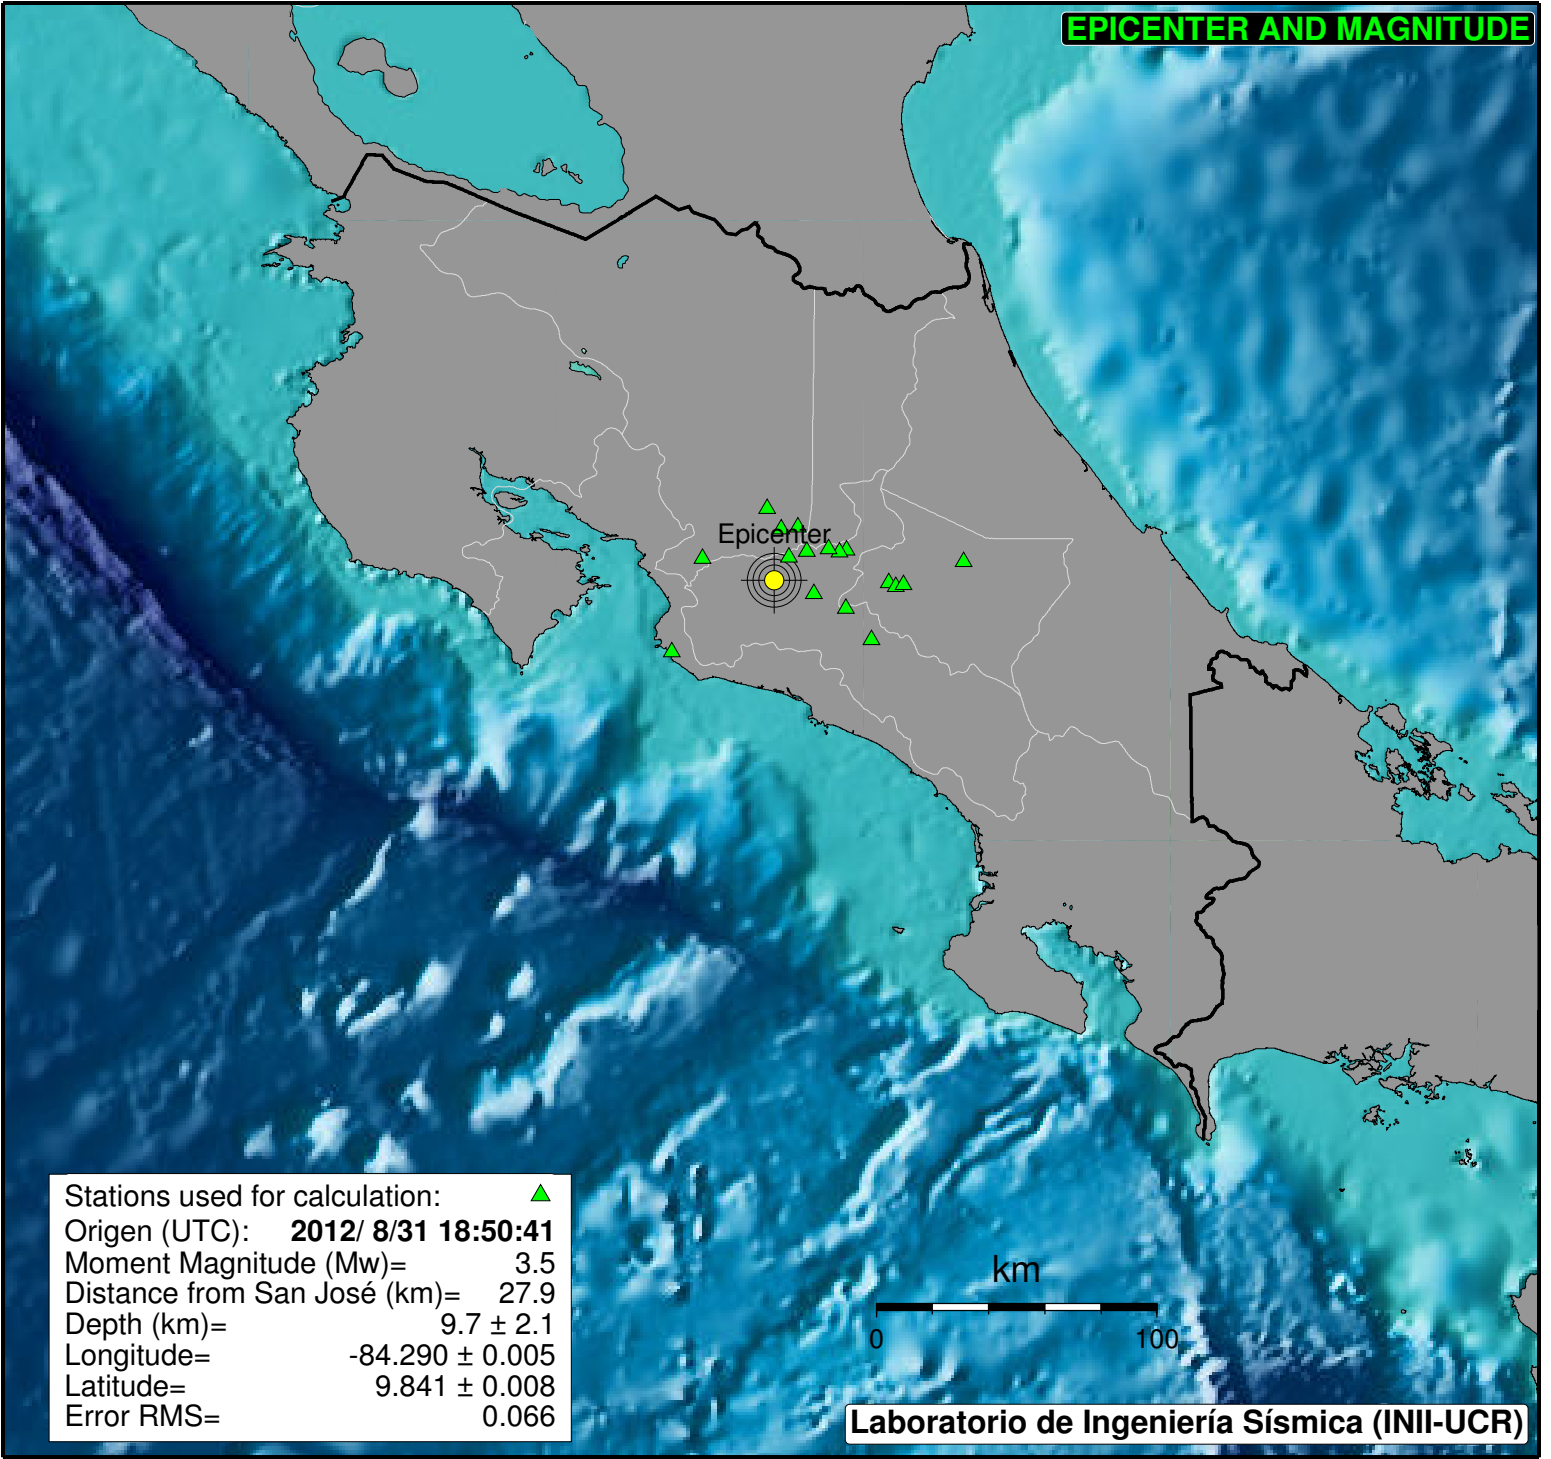 EPICENTER AND MAGNITUDE
Epicenter
Stations used for calculation:
Origen (UTC): 2012/ 8/31 18:50:41
Moment Magnitude (Mw)= 3.5
Distance from San José (km)= 27.9
Depth (km)= 9.7 ± 2.1
Longitude= -84.290 ± 0.005
Latitude= 9.841 ± 0.008
Error RMS= 0.066
km
0 100
Laboratorio de Ingeniería Sísmica (INII-UCR)